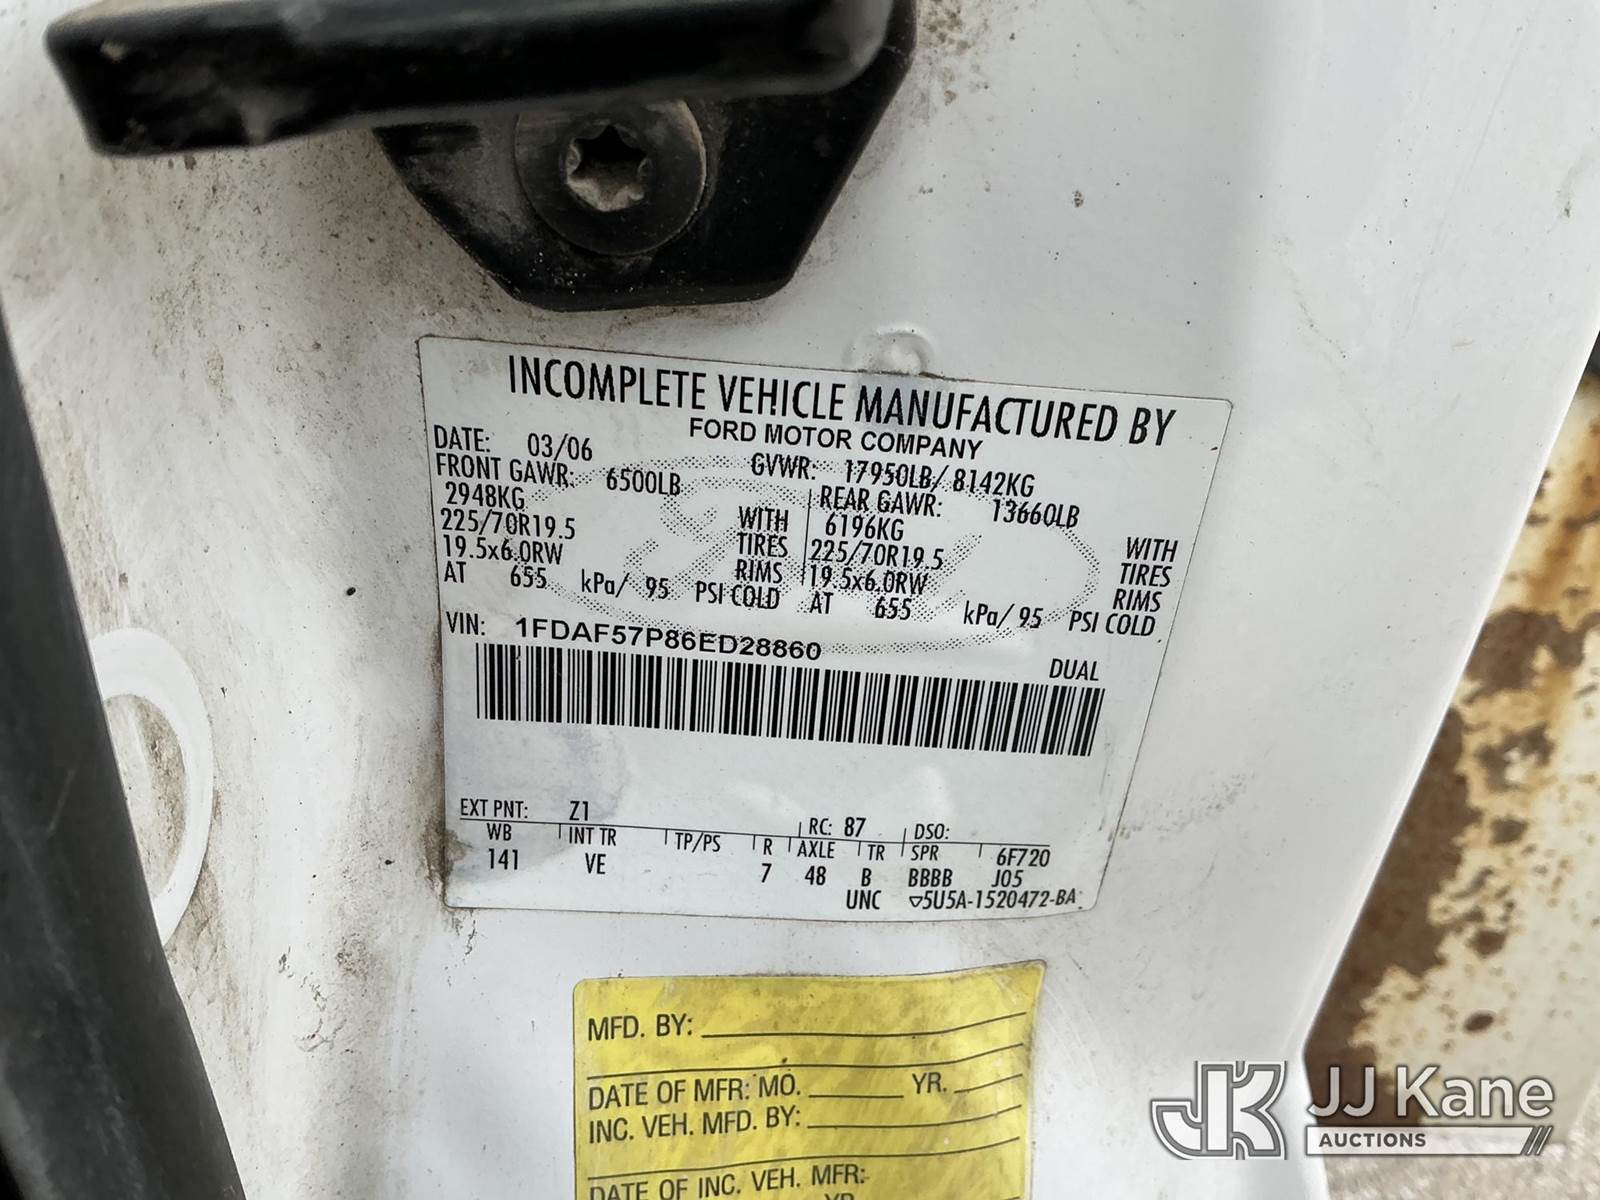 INCOMPLETE VEHICLE MANUFACTURED BY
FORD MOTOR COMPANY
DATE: 03/06 GVWR: 17950LB/ 8142KG
FRONT GAWR: 6500LB REAR GAWR: 13660LB
2948KG WITH 6196KG WITH
225/70R19.5 TIRES 225/70R19.5 TIRES
19.5x6.0RW RIMS 19.5x6.0RW RIMS
AT 655 kPa/ 95 PSI COLD AT 655 kPa/ 95 PSI COLD
VIN: 1FDAF57P86ED28860
DUAL
EXT PNT: Z1 RC: 87 DSO:
WB INT TR TP/PS R AXLE TR SPR 6F720
141 VE 7 48 B BBBB J05
UNC ▽5U5A-1520472-BA
MFD. BY:
DATE OF MFR: MO. YR.
INC. VEH. MFD. BY:
DATE OF INC. VEH. MFR:
YR
JK JJ Kane
AUCTIONS